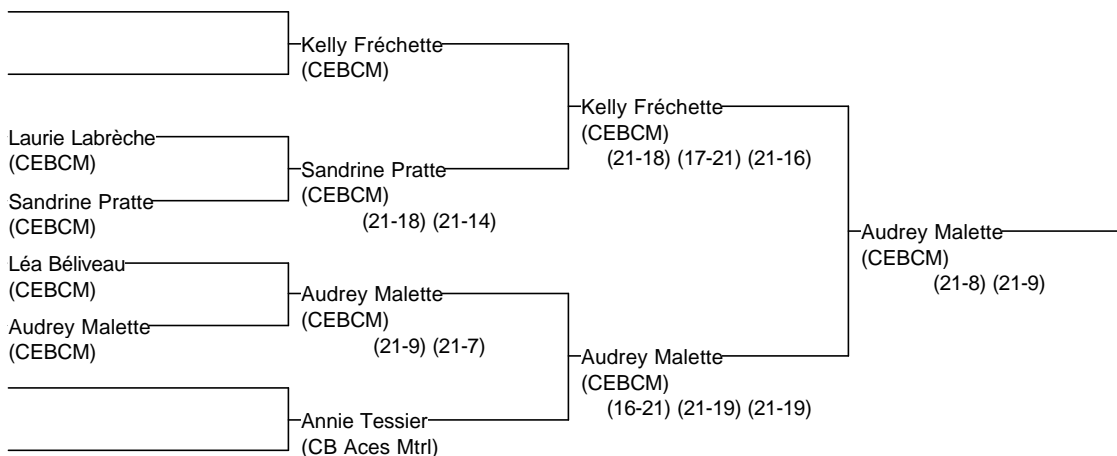 Kelly Fréchette
(CEBCM)
Laurie Labrèche
(CEBCM)
Sandrine Pratte
(CEBCM)
Sandrine Pratte
(CEBCM)
(21-18) (21-14)
Kelly Fréchette
(CEBCM)
(21-18) (17-21) (21-16)
Léa Béliveau
(CEBCM)
Audrey Malette
(CEBCM)
Audrey Malette
(CEBCM)
(21-9) (21-7)
Annie Tessier
(CB Aces Mtrl)
Audrey Malette
(CEBCM)
(16-21) (21-19) (21-19)
Audrey Malette
(CEBCM)
(21-8) (21-9)